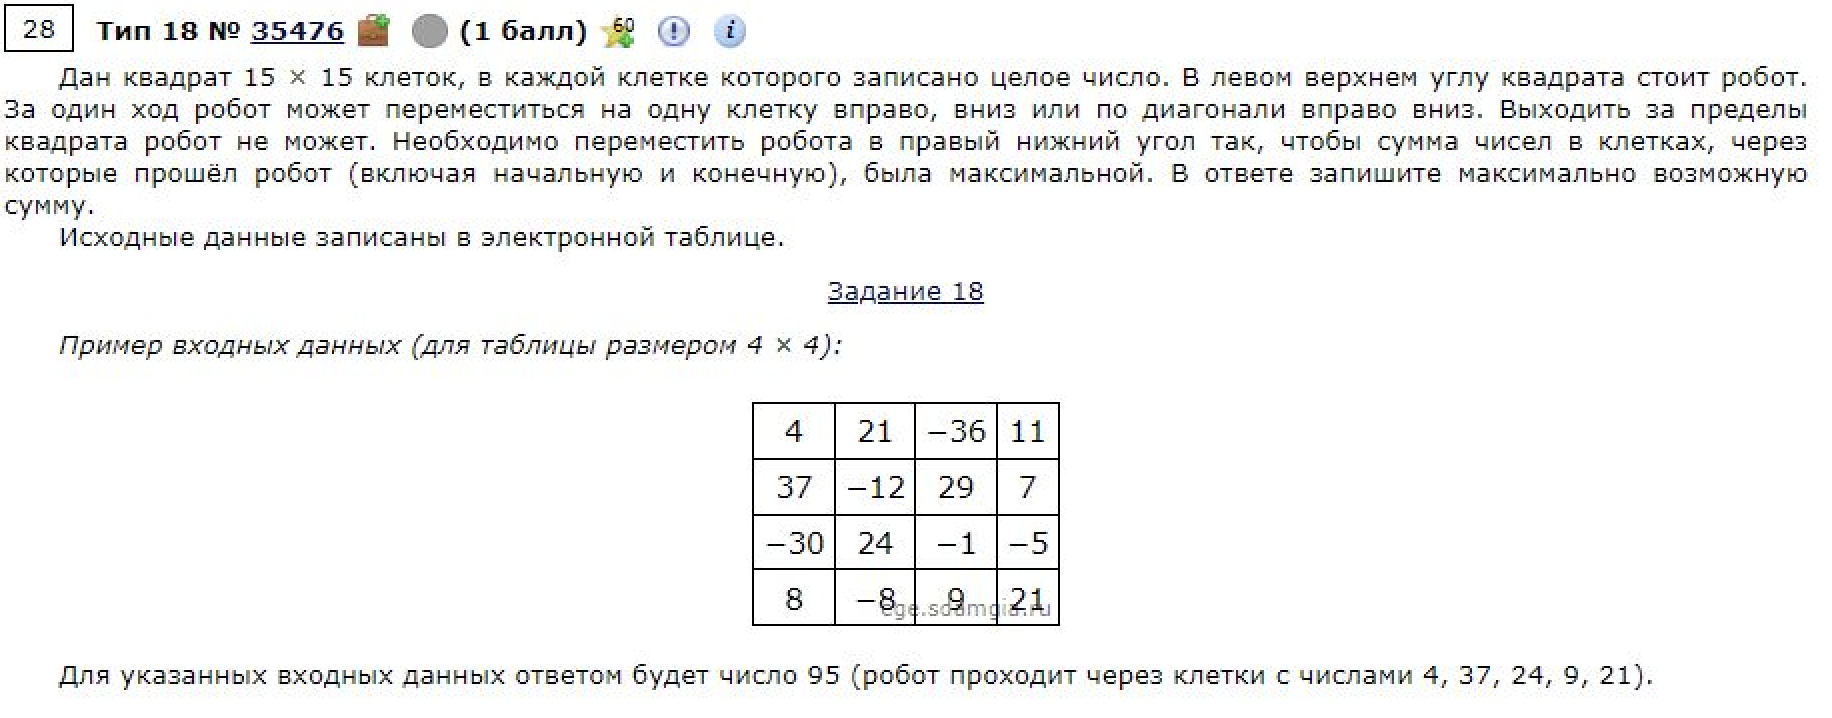 28 Тип 18 № 35476 (1 балл) 60 ! i
Дан квадрат 15 × 15 клеток, в каждой клетке которого записано целое число. В левом верхнем углу квадрата стоит робот.
За один ход робот может переместиться на одну клетку вправо, вниз или по диагонали вправо вниз. Выходить за пределы
квадрата робот не может. Необходимо переместить робота в правый нижний угол так, чтобы сумма чисел в клетках, через
которые прошёл робот (включая начальную и конечную), была максимальной. В ответе запишите максимально возможную
сумму.
Исходные данные записаны в электронной таблице.
Задание 18
Пример входных данных (для таблицы размером 4 × 4):
4 21 −36 11
37 −12 29 7
−30 24 −1 −5
8 −8 9 21
ege.sdamgia.ru
Для указанных входных данных ответом будет число 95 (робот проходит через клетки с числами 4, 37, 24, 9, 21).